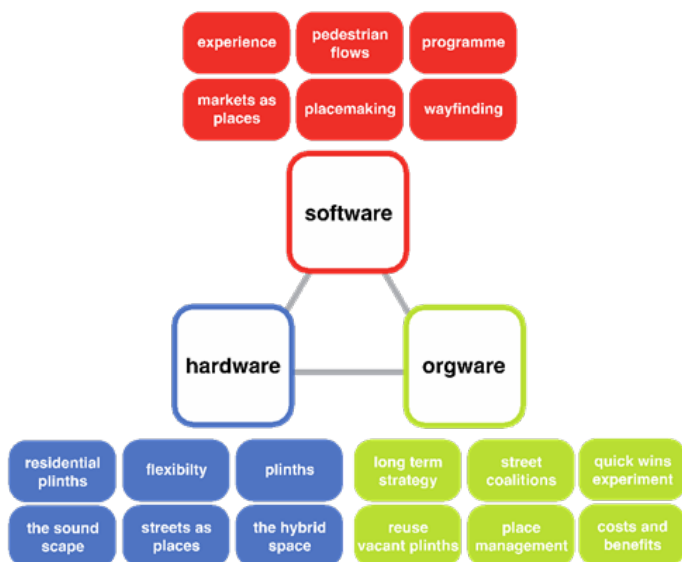 experience
pedestrian
flows
programme
markets as
places
placemaking
wayfinding
software
hardware
orgware
residential
plinths
flexibilty
plinths
long term
strategy
street
coalitions
quick wins
experiment
the sound
scape
streets as
places
the hybrid
space
reuse
vacant plinths
place
management
costs and
benefits